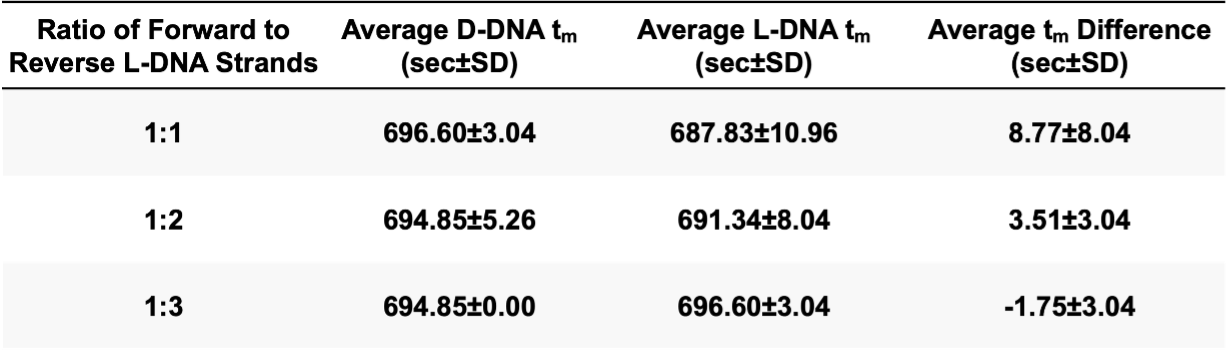 Ratio of Forward to Reverse L-DNA Strands Average D-DNA tm (sec±SD) Average L-DNA tm (sec±SD) Average tm Difference (sec±SD)
1:1 696.60±3.04 687.83±10.96 8.77±8.04
1:2 694.85±5.26 691.34±8.04 3.51±3.04
1:3 694.85±0.00 696.60±3.04 -1.75±3.04